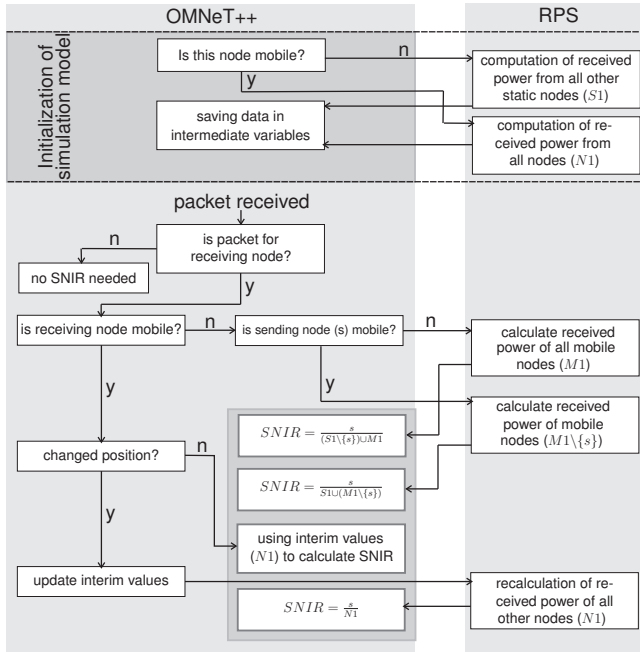 OMNeT++
RPS
Initialization of
simulation model
Is this node mobile?
n
y
computation of received
power from all other
static nodes (S1)
saving data in
intermediate variables
computation of re-
ceived power from
all nodes (N1)
packet received
is packet for
receiving node?
n
no SNIR needed
y
is receiving node mobile?
n
is sending node (s) mobile?
n
calculate received
power of all mobile
nodes (M1)
y
y
calculate received
power of mobile
nodes (M1\{s})
SNIR = s/((S1\{s})∪M1)
changed position?
n
SNIR = s/(S1∪(M1\{s}))
y
using interim values
(N1) to calculate SNIR
update interim values
recalculation of re-
ceived power of all
other nodes (N1)
SNIR = s/N1